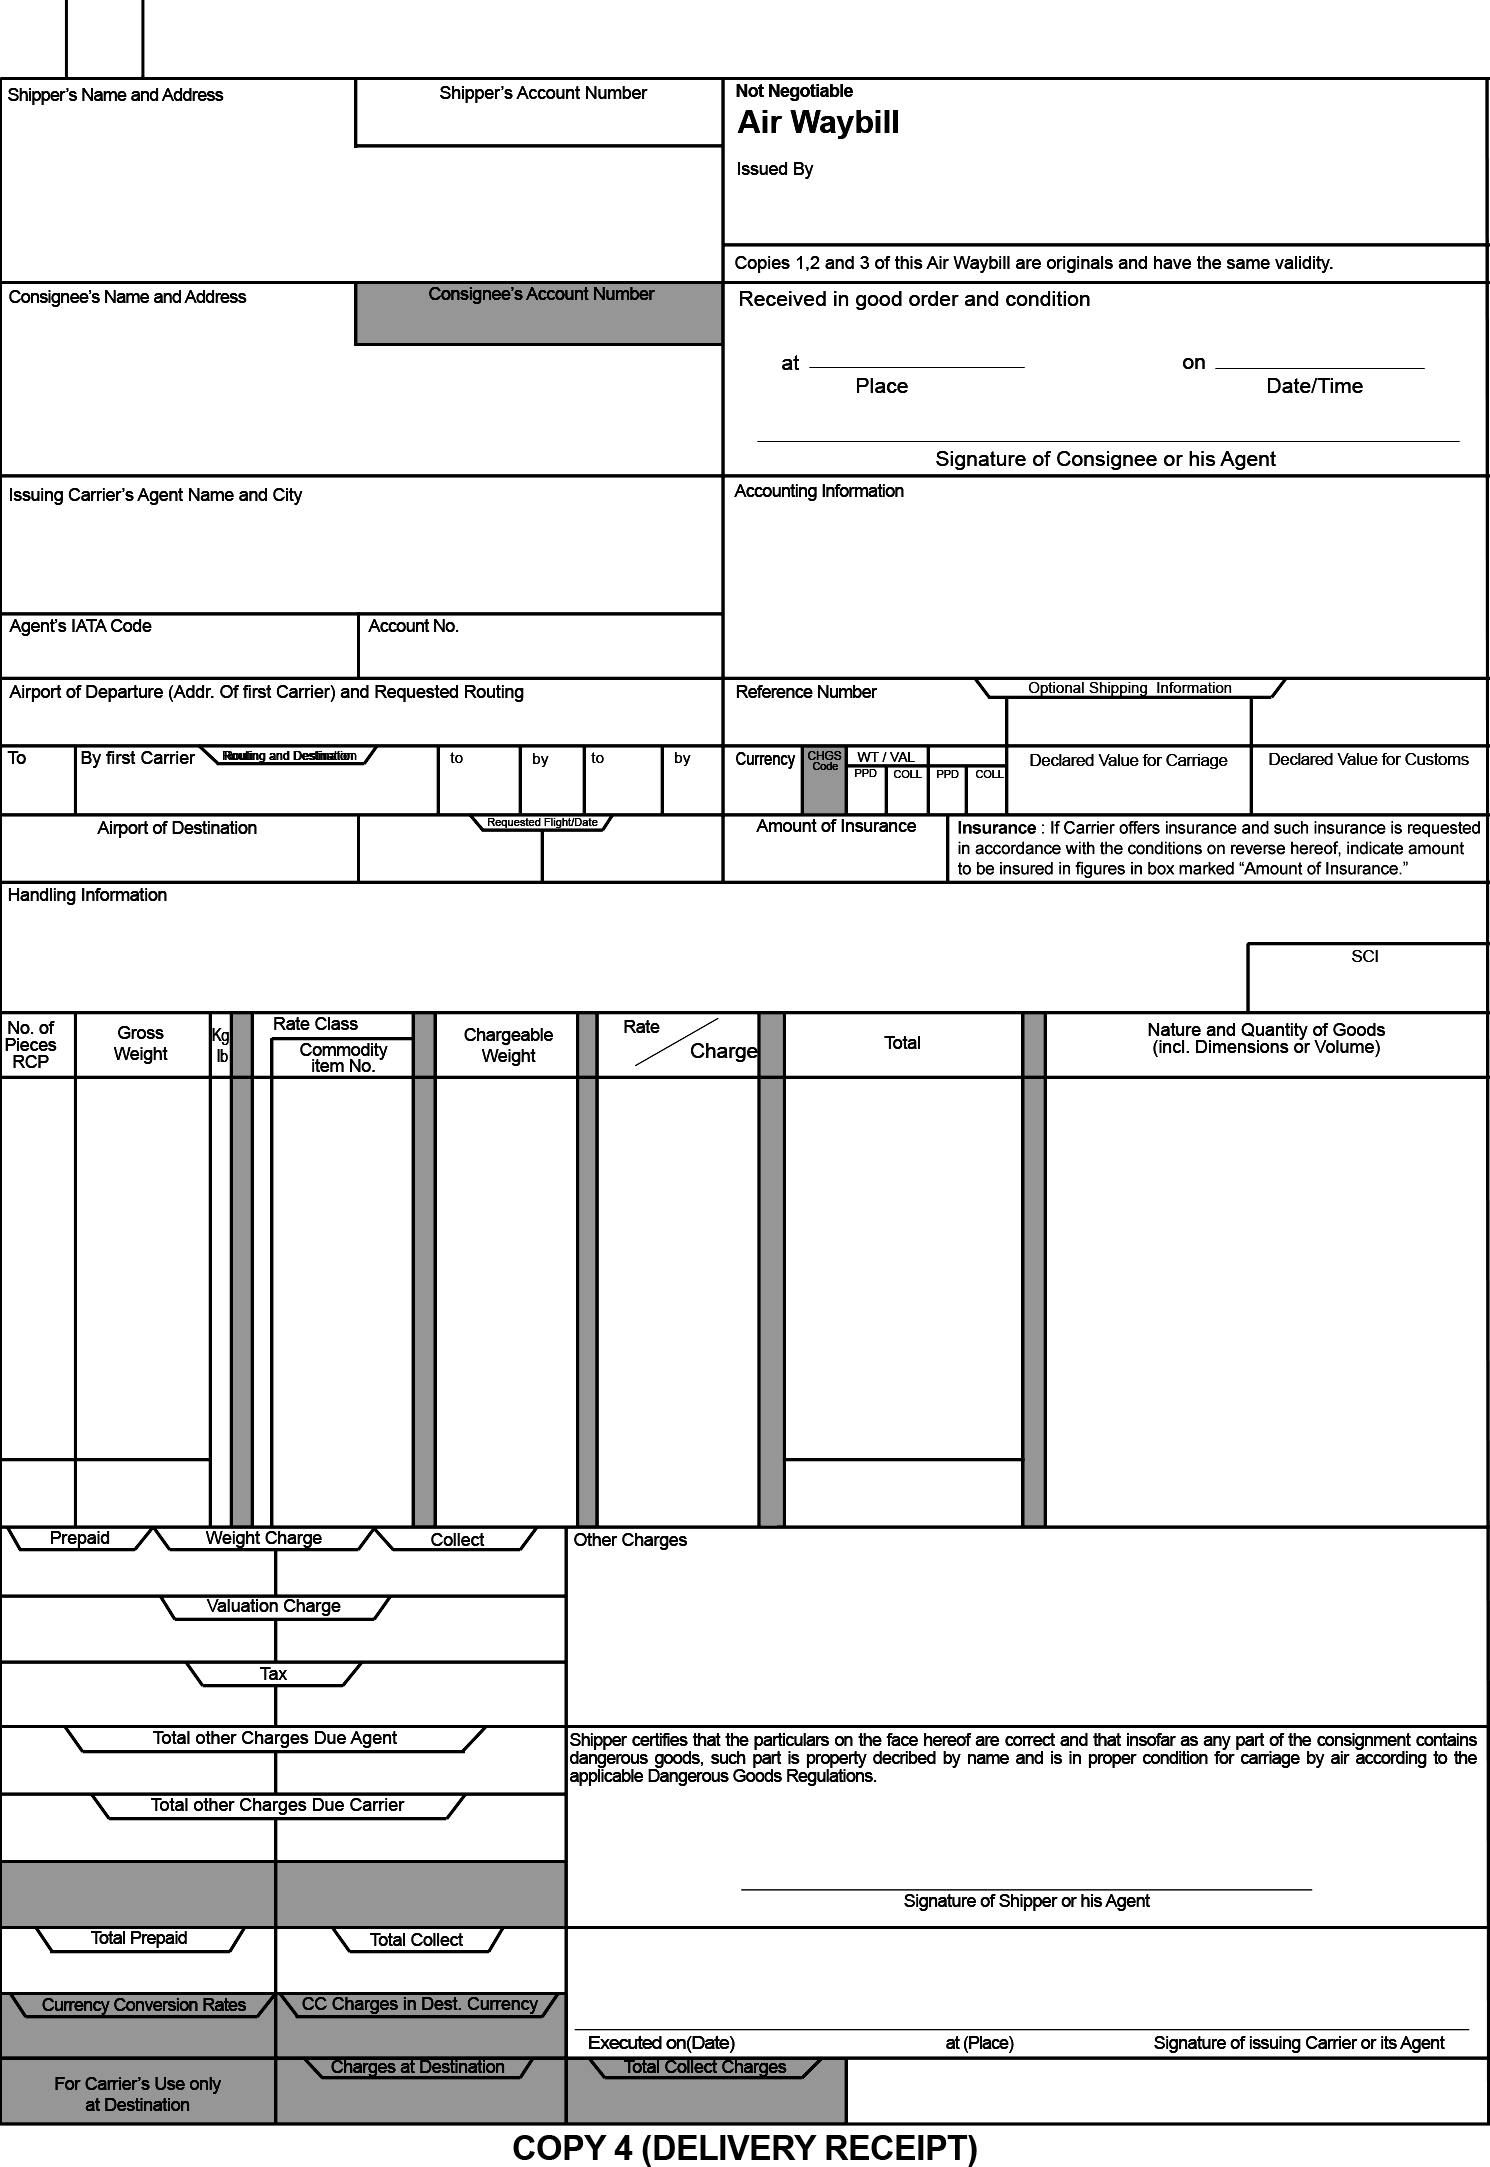 Shipper’s Name and Address
Shipper’s Account Number
Not Negotiable
Air Waybill
Issued By
Copies 1,2 and 3 of this Air Waybill are originals and have the same validity.
Consignee’s Name and Address
Consignee’s Account Number
Received in good order and condition
at
on
Place
Date/Time
Signature of Consignee or his Agent
Issuing Carrier’s Agent Name and City
Accounting Information
Agent’s IATA Code
Account No.
Airport of Departure (Addr. Of first Carrier) and Requested Routing
Reference Number
Optional Shipping Information
To
By first Carrier
Routing and Destination
to
by
to
by
Currency
CHGS
Code
WT / VAL
PPD
COLL
PPD
COLL
Declared Value for Carriage
Declared Value for Customs
Airport of Destination
Requested Flight/Date
Amount of Insurance
Insurance : If Carrier offers insurance and such insurance is requested
in accordance with the conditions on reverse hereof, indicate amount
to be insured in figures in box marked “Amount of Insurance.”
Handling Information
SCI
No. of
Pieces
RCP
Gross
Weight
Kg
lb
Rate Class
Commodity
item No.
Chargeable
Weight
Rate
Charge
Total
Nature and Quantity of Goods
(incl. Dimensions or Volume)
Prepaid
Weight Charge
Collect
Other Charges
Valuation Charge
Tax
Total other Charges Due Agent
Shipper certifies that the particulars on the face hereof are correct and that insofar as any part of the consignment contains
dangerous goods, such part is property decribed by name and is in proper condition for carriage by air according to the
applicable Dangerous Goods Regulations.
Total other Charges Due Carrier
Signature of Shipper or his Agent
Total Prepaid
Total Collect
Currency Conversion Rates
CC Charges in Dest. Currency
Executed on(Date)
at (Place)
Signature of issuing Carrier or its Agent
For Carrier’s Use only
at Destination
Charges at Destination
Total Collect Charges
COPY 4 (DELIVERY RECEIPT)